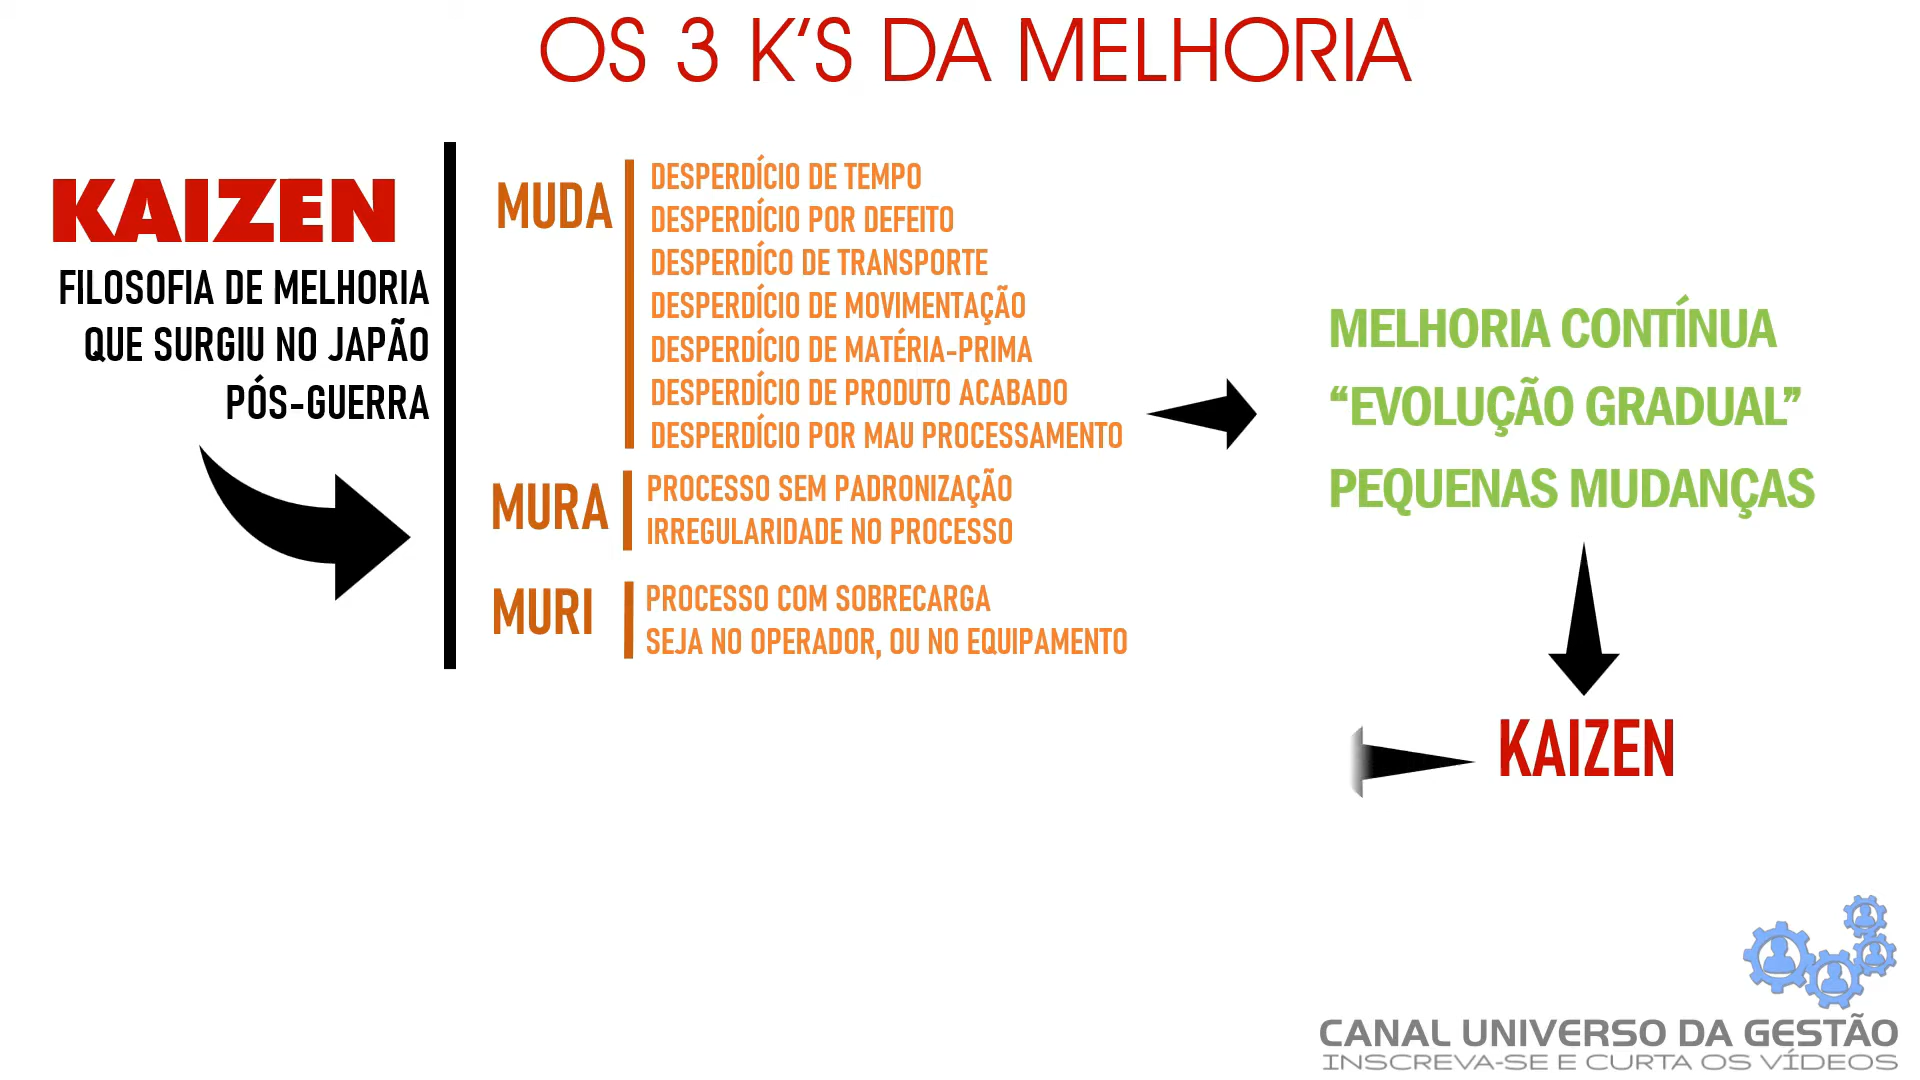 OS 3 K‘S DA MELHORIA
KAIZEN
FILOSOFIA DE MELHORIA
QUE SURGIU NO JAPÃO
PÓS-GUERRA
MUDA
DESPERDÍCIO DE TEMPO
DESPERDÍCIO POR DEFEITO
DESPERDÍCO DE TRANSPORTE
DESPERDÍCIO DE MOVIMENTAÇÃO
DESPERDÍCIO DE MATÉRIA-PRIMA
DESPERDÍCIO DE PRODUTO ACABADO
DESPERDÍCIO POR MAU PROCESSAMENTO
MURA
PROCESSO SEM PADRONIZAÇÃO
IRREGULARIDADE NO PROCESSO
MURI
PROCESSO COM SOBRECARGA
SEJA NO OPERADOR, OU NO EQUIPAMENTO
MELHORIA CONTÍNUA
“EVOLUÇÃO GRADUAL”
PEQUENAS MUDANÇAS
KAIZEN
CANAL UNIVERSO DA GESTÃO
INSCREVA-SE E CURTA OS VÍDEOS